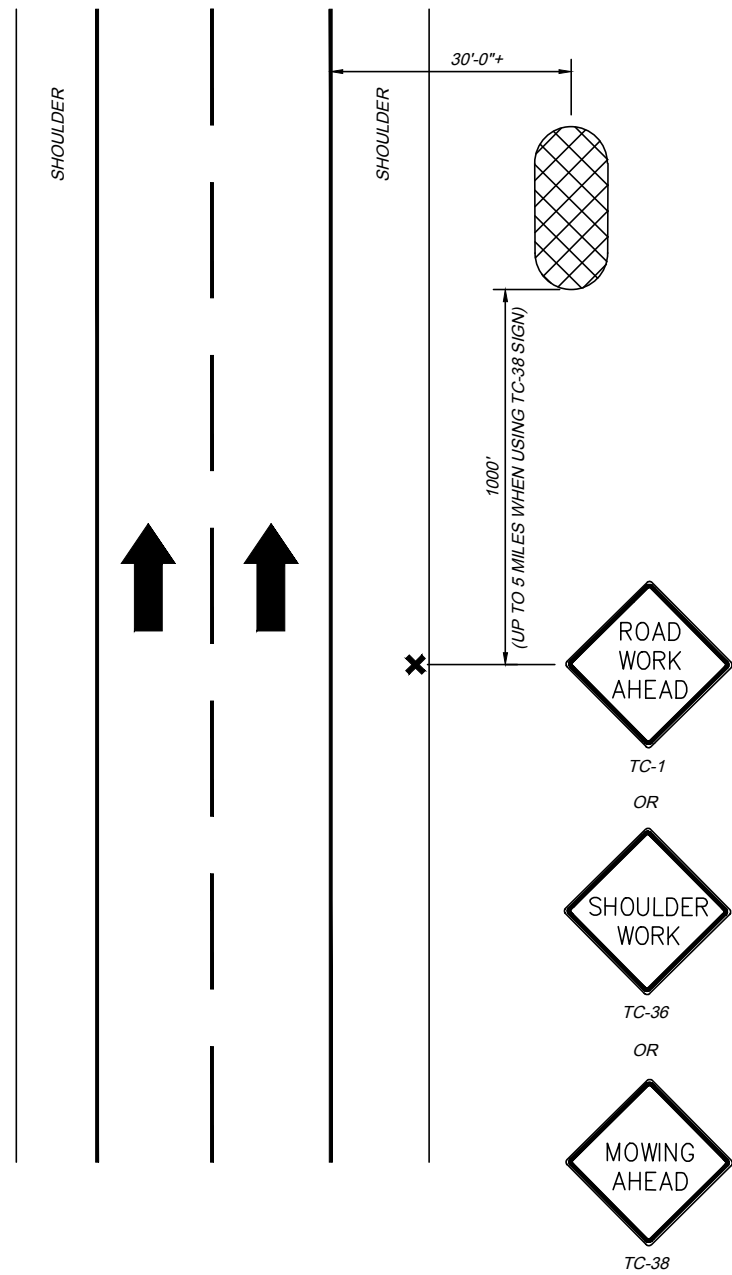 30'-0"+
SHOULDER
SHOULDER
1000'
(UP TO 5 MILES WHEN USING TC-38 SIGN)
ROAD
WORK
AHEAD
TC-1
OR
SHOULDER
WORK
TC-36
OR
MOWING
AHEAD
TC-38